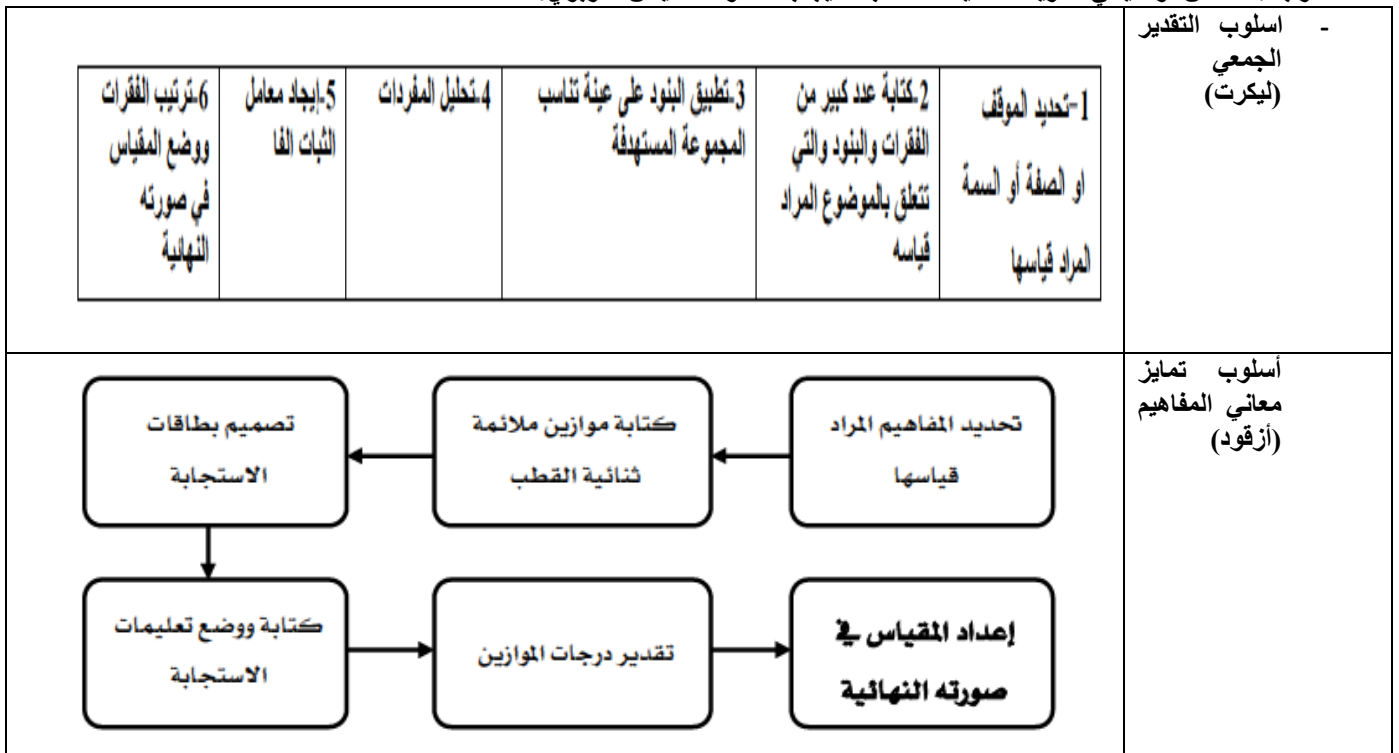 - اسلوب التقدير
الجمعي
(ليكرت)
1-تحديد الموقف
او الصفة أو السمة
المراد قياسها
2.كتابة عدد كبير من
الفقرات والبنود والتي
تتعلق بالموضوع المراد
قياسه
3.تطبيق البنود على عينة تناسب
المجموعة المستهدفة
4.تحليل المفردات
5.إيجاد معامل
الثبات الفا
6.ترتيب الفقرات
ووضع المقياس
في صورته
النهائية
أسلوب تمايز
معاني المفاهيم
(أزقود)
تحديد المفاهيم المراد
قياسها
كتابة موازين ملائمة
ثنائية القطب
تصميم بطاقات
الاستجابة
كتابة ووضع تعليمات
الاستجابة
تقدير درجات الموازين
إعداد المقياس في
صورته النهائية